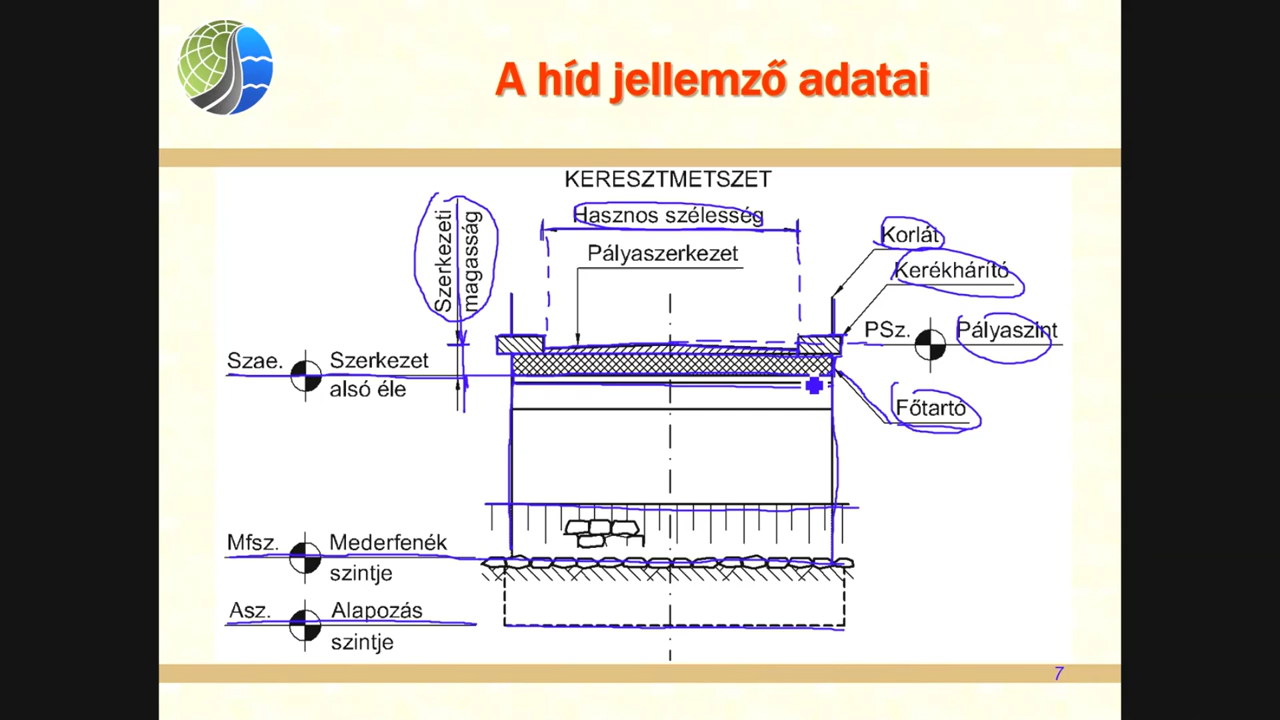 A híd jellemző adatai
KERESZTMETSZET
Szerkezeti
magasság
Hasznos szélesség
Pályaszerkezet
Korlát
Kerékhárító
PSz. Pályaszint
Szae. Szerkezet
alsó éle
Főtartó
Mfsz. Mederfenék
szintje
Asz. Alapozás
szintje
7